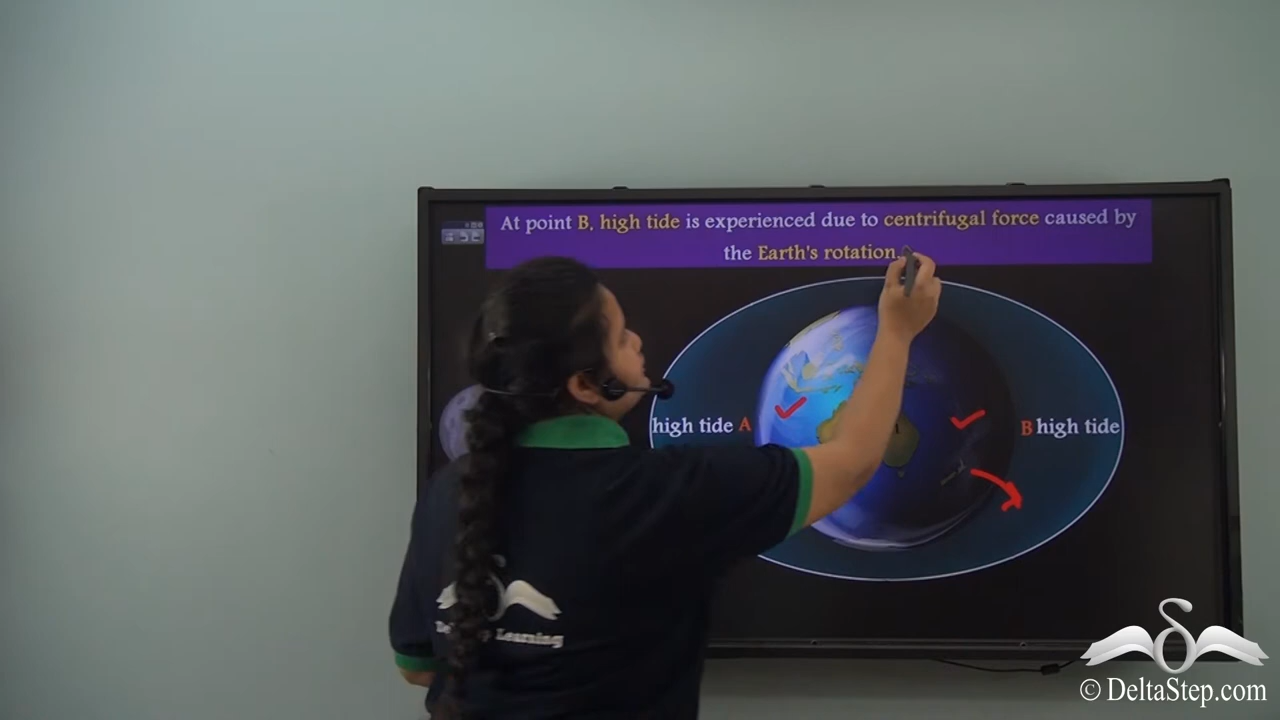 At point B, high tide is experienced due to centrifugal force caused by
the Earth's rotation.
high tide A
B high tide
Learning
© DeltaStep.com